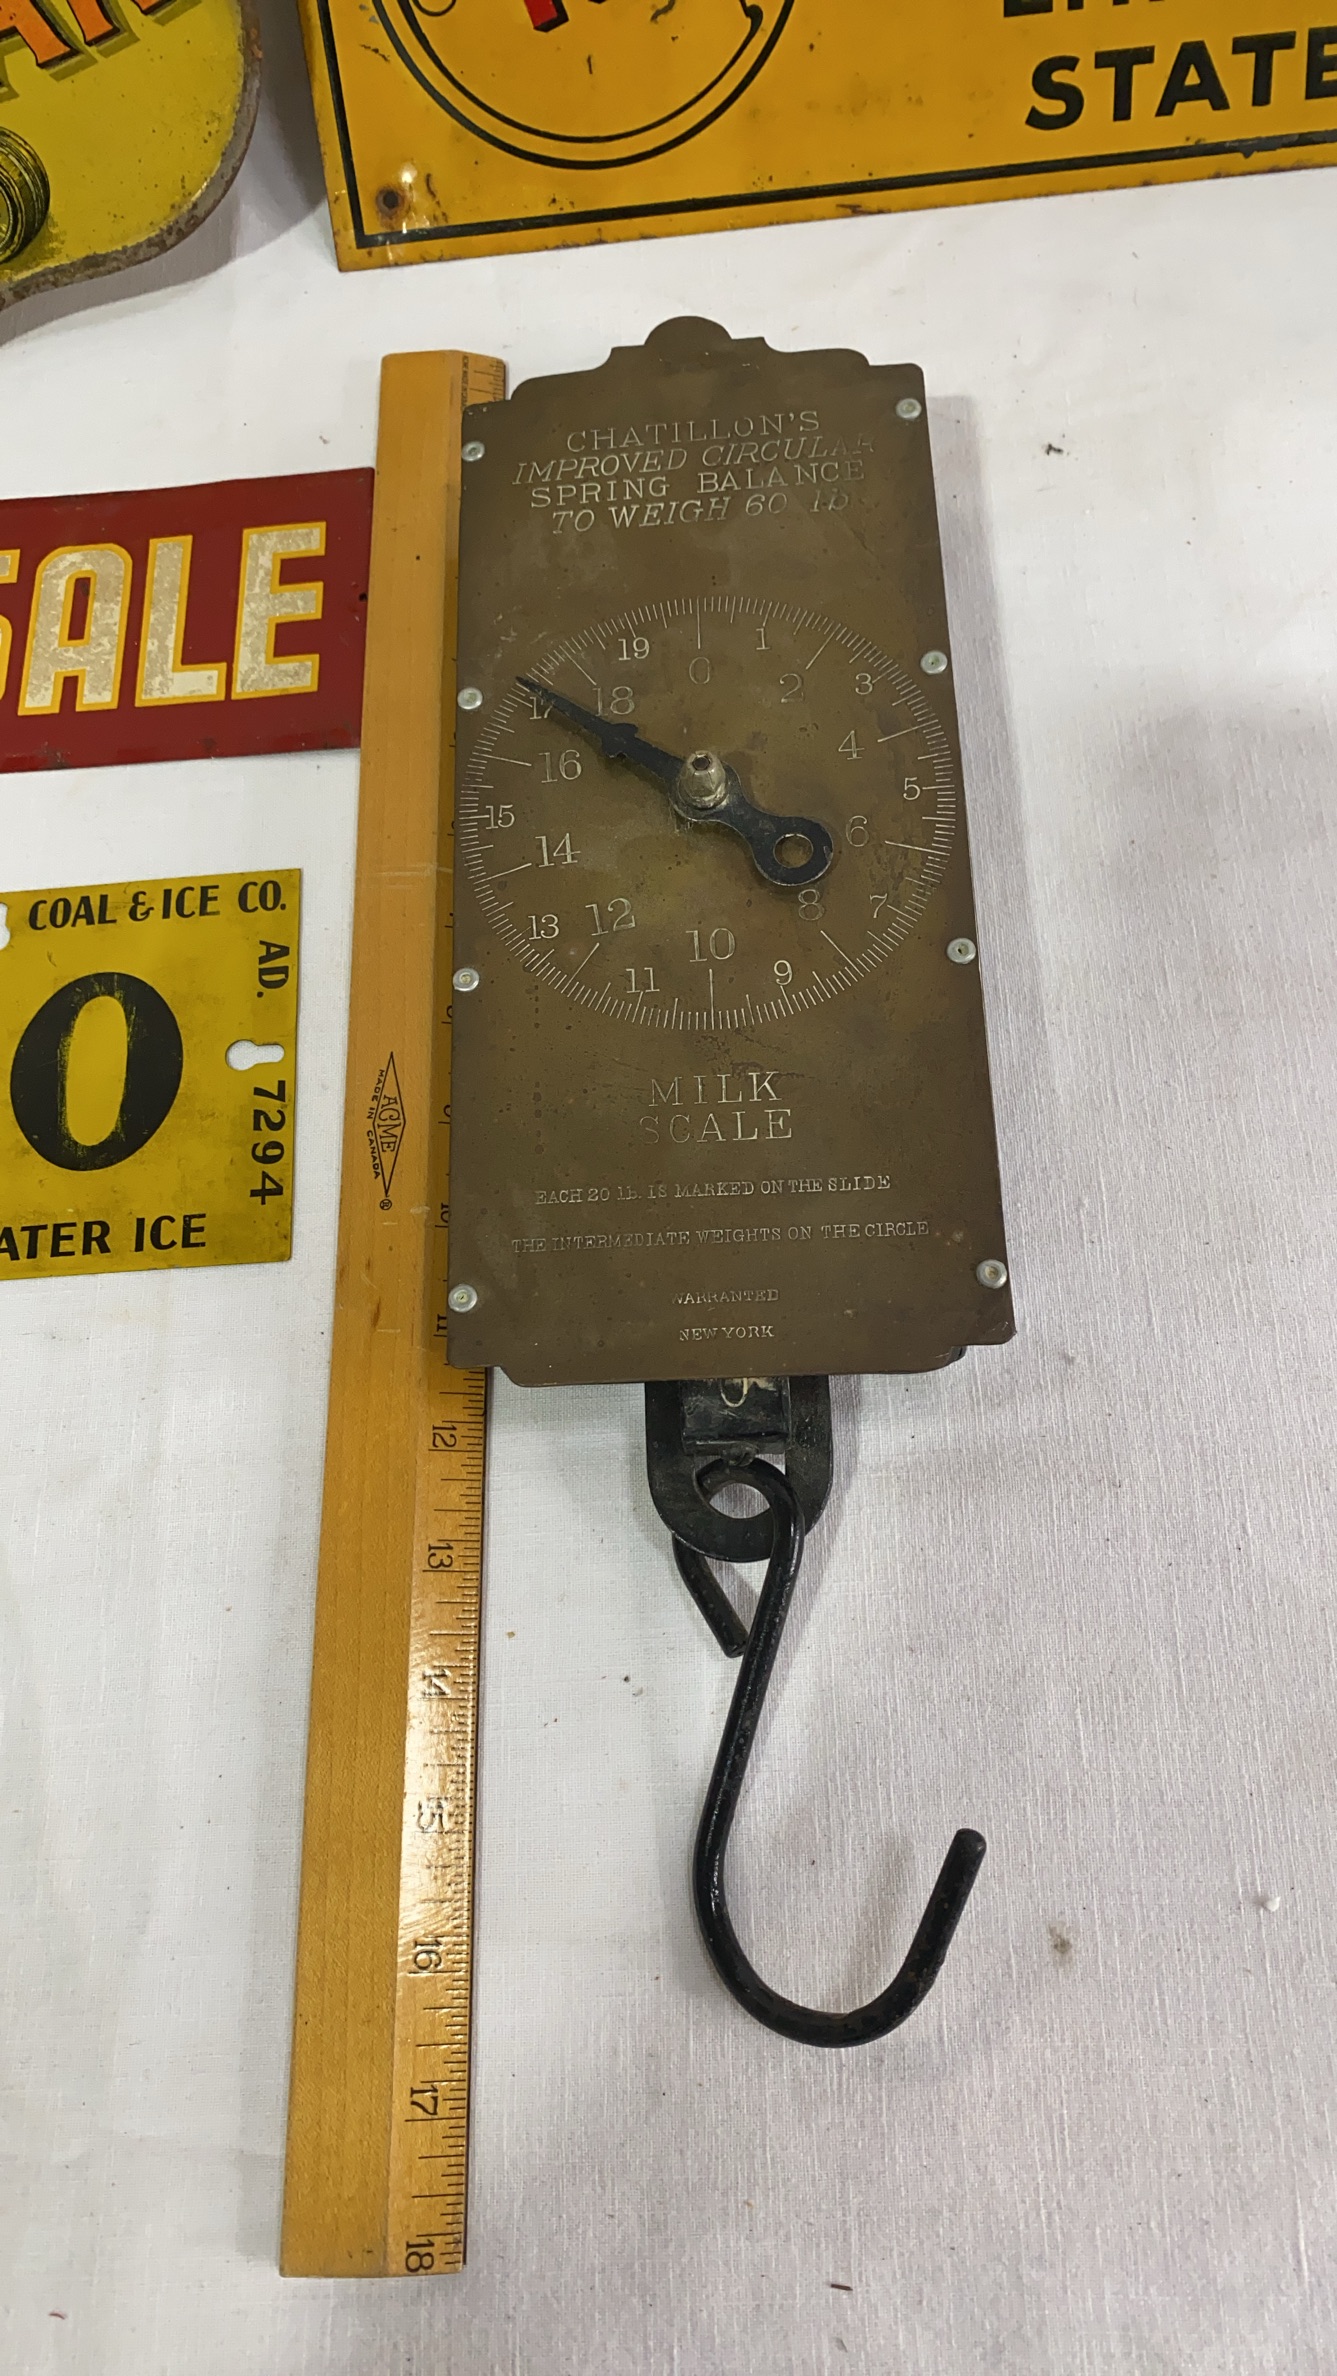 STATE
CHATILLON'S
IMPROVED CIRCULAR
SPRING BALANCE
TO WEIGH 60 lb
SALE
0
1
2
3
4
5
6
7
8
9
10
11
12
13
14
15
16
17
18
19
COAL & ICE CO.
AD.
0
7294
ATER ICE
ACME
MADE IN CANADA
®
MILK
SCALE
EACH 20 lb. IS MARKED ON THE SLIDE
THE INTERMEDIATE WEIGHTS ON THE CIRCLE
WARRANTED
NEW YORK
10
11
12
13
14
15
16
17
18